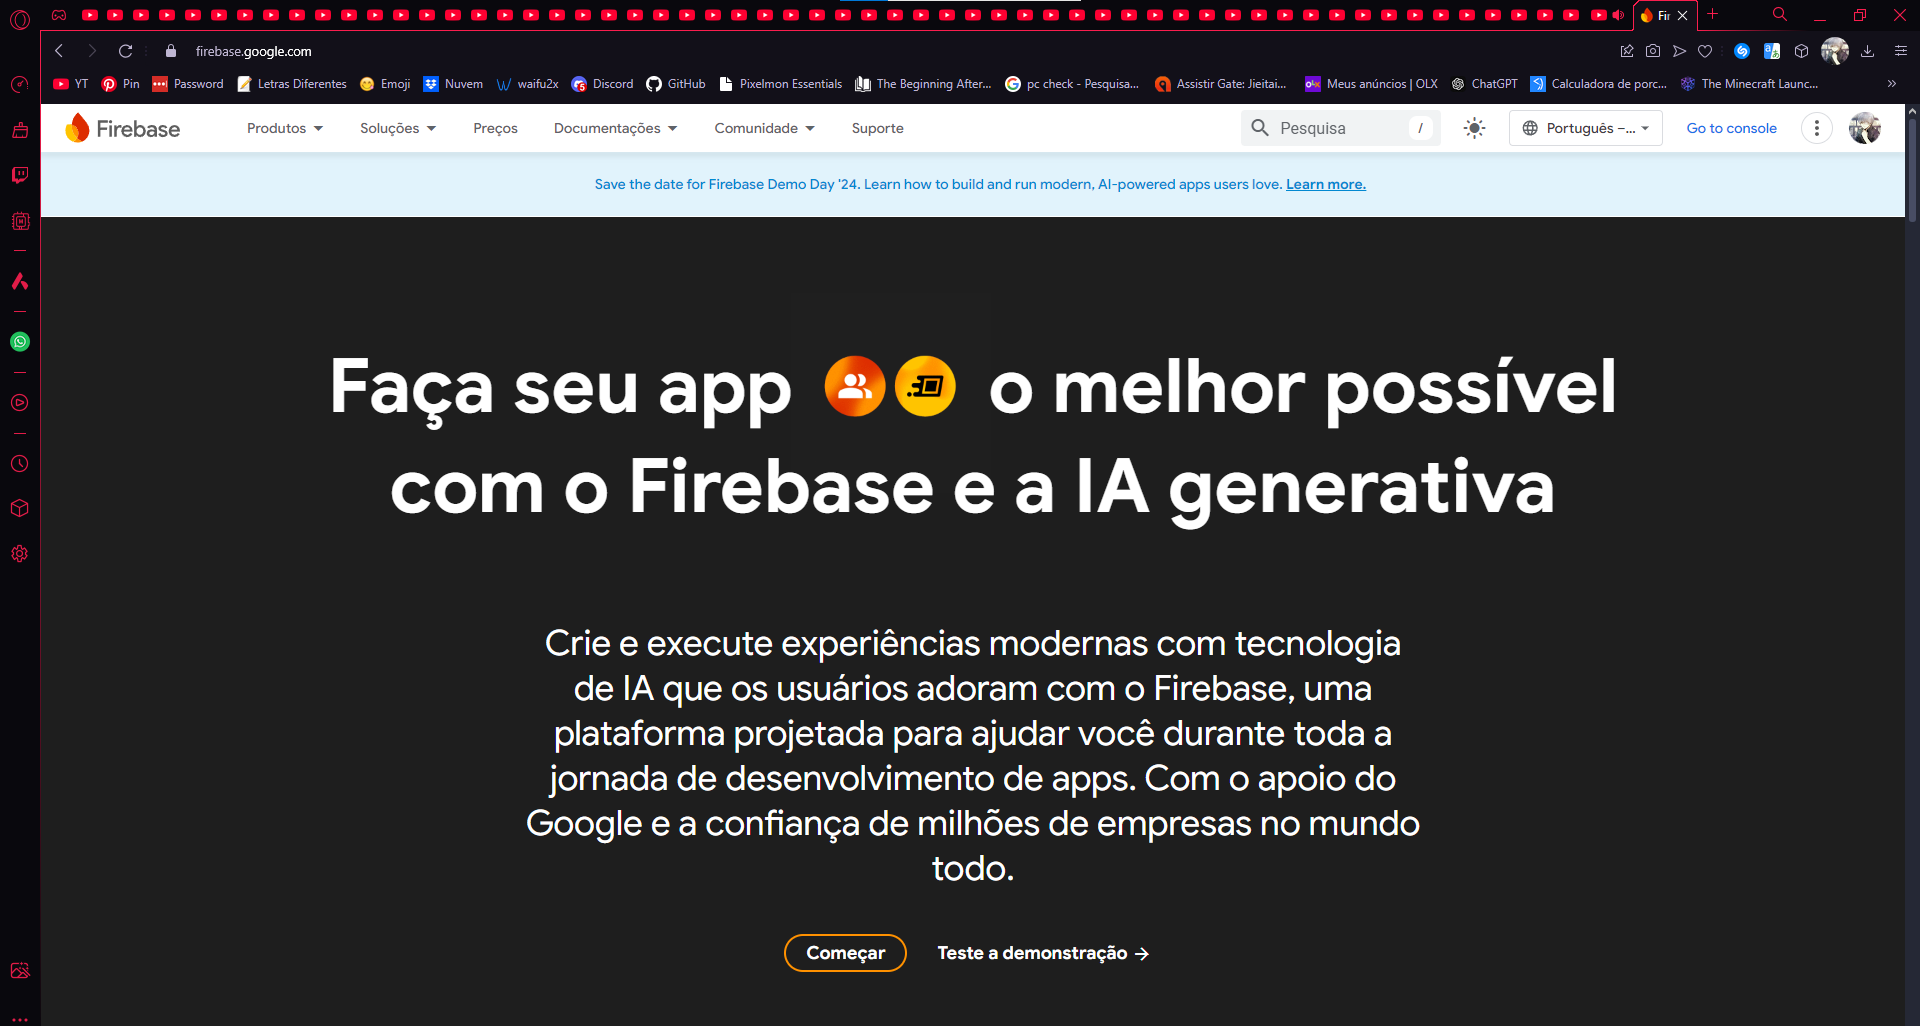 Fir
firebase.google.com
YT Pin Password Letras Diferentes Emoji Nuvem waifu2x Discord GitHub Pixelmon Essentials The Beginning After... pc check - Pesquisa... Assistir Gate: Jieitai... Meus anúncios | OLX ChatGPT Calculadora de porc... The Minecraft Launc...
Firebase Produtos Soluções Preços Documentações Comunidade Suporte Pesquisa / Português –... Go to console
Save the date for Firebase Demo Day '24. Learn how to build and run modern, AI-powered apps users love. Learn more.
Faça seu app o melhor possível
com o Firebase e a IA generativa
Crie e execute experiências modernas com tecnologia
de IA que os usuários adoram com o Firebase, uma
plataforma projetada para ajudar você durante toda a
jornada de desenvolvimento de apps. Com o apoio do
Google e a confiança de milhões de empresas no mundo
todo.
Começar Teste a demonstração →